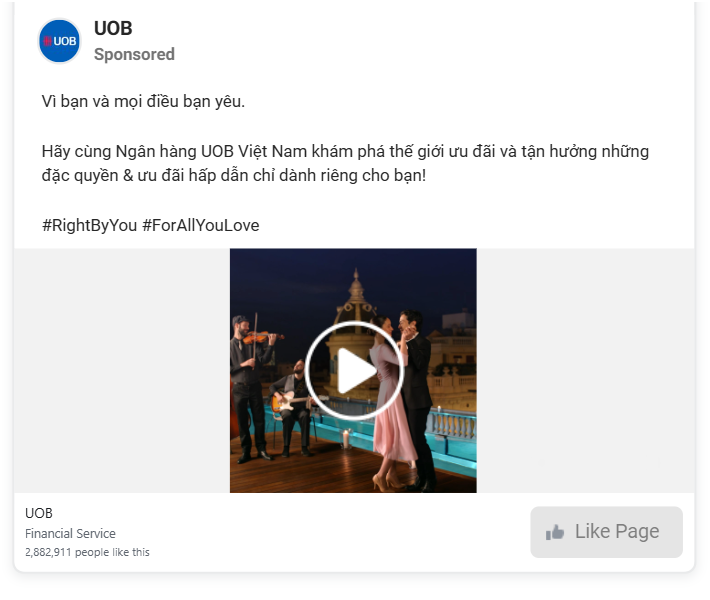 UOB
UOB
Sponsored
Vì bạn và mọi điều bạn yêu.
Hãy cùng Ngân hàng UOB Việt Nam khám phá thế giới ưu đãi và tận hưởng những
đặc quyền & ưu đãi hấp dẫn chỉ dành riêng cho bạn!
#RightByYou #ForAllYouLove
UOB
Financial Service
2,882,911 people like this
Like Page